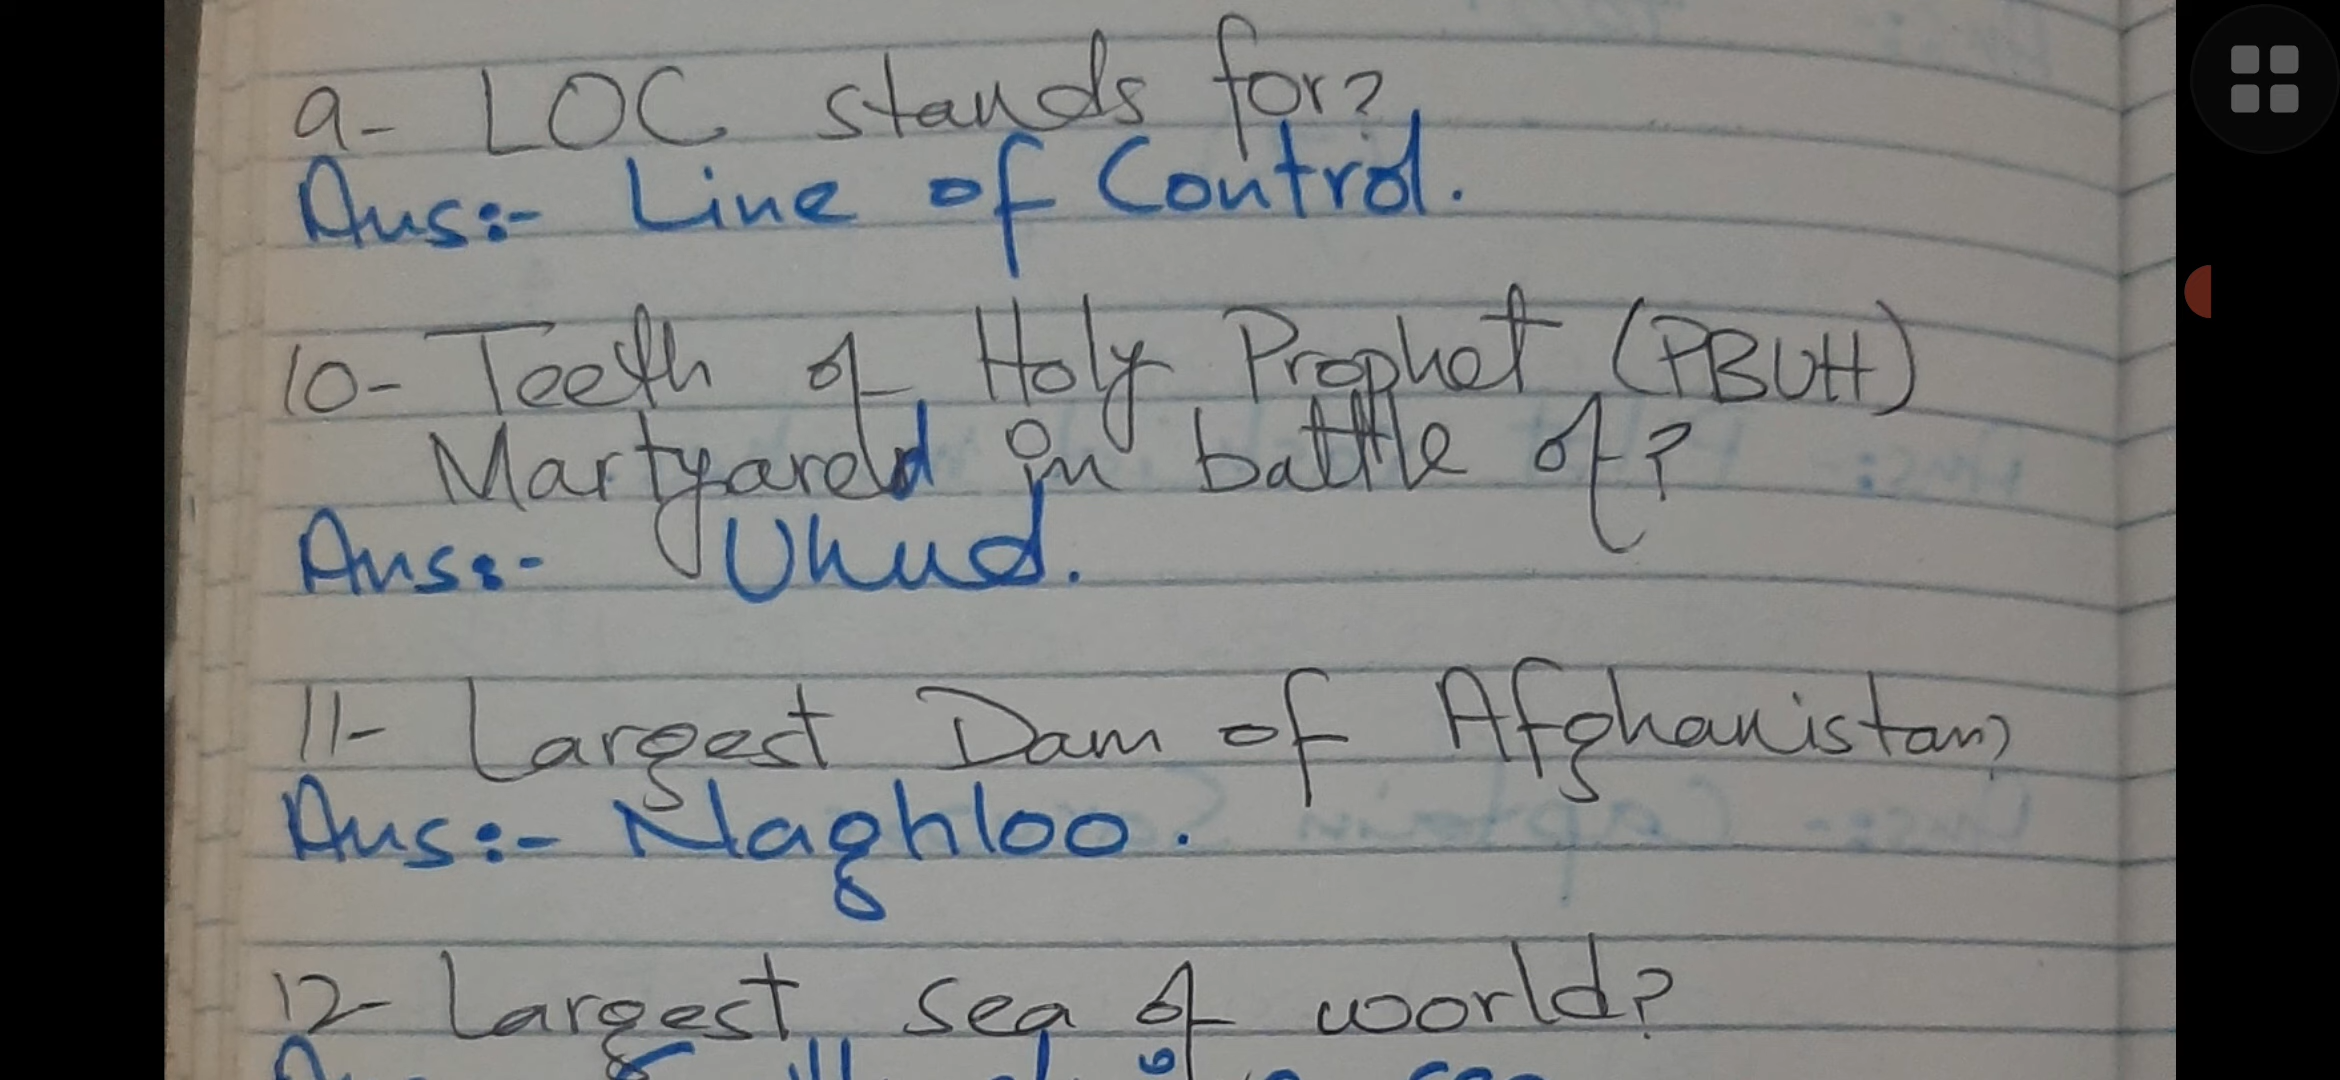 9- LOC stands for?
Ans:- Line of Control.
10- Teeth of Holy Prophet (PBUH)
Martyared in battle of?
Ans:- Uhud.
11- Largest Dam of Afghanistan?
Ans:- Naghloo.
12- Largest sea of world?